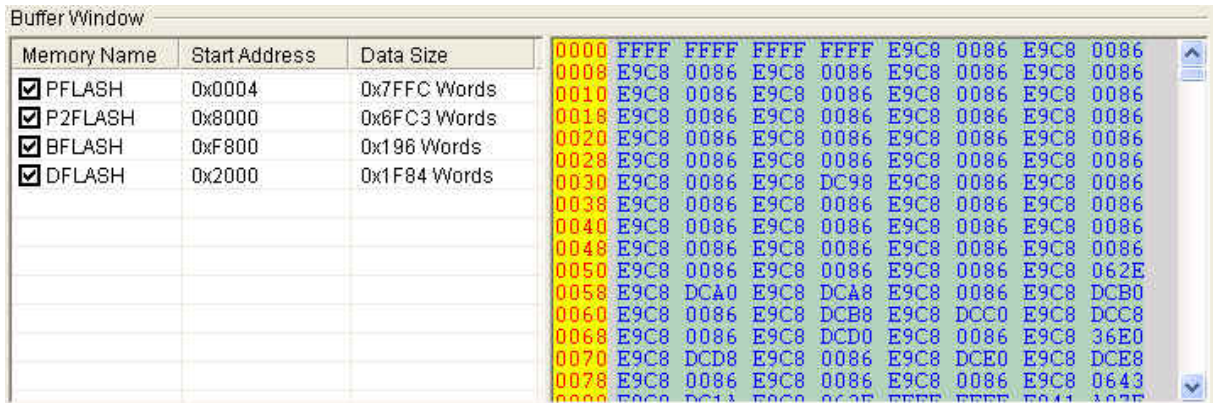 Buffer Window
Memory Name Start Address Data Size
PFLASH 0x0004 0x7FFC Words
P2FLASH 0x8000 0x6FC3 Words
BFLASH 0xF800 0x196 Words
DFLASH 0x2000 0x1F84 Words
0000 FFFF FFFF FFFF FFFF E9C8 0086 E9C8 0086
0008 E9C8 0086 E9C8 0086 E9C8 0086 E9C8 0086
0010 E9C8 0086 E9C8 0086 E9C8 0086 E9C8 0086
0018 E9C8 0086 E9C8 0086 E9C8 0086 E9C8 0086
0020 E9C8 0086 E9C8 0086 E9C8 0086 E9C8 0086
0028 E9C8 0086 E9C8 0086 E9C8 0086 E9C8 0086
0030 E9C8 0086 E9C8 DC98 E9C8 0086 E9C8 0086
0038 E9C8 0086 E9C8 0086 E9C8 0086 E9C8 0086
0040 E9C8 0086 E9C8 0086 E9C8 0086 E9C8 0086
0048 E9C8 0086 E9C8 0086 E9C8 0086 E9C8 0086
0050 E9C8 0086 E9C8 0086 E9C8 0086 E9C8 062E
0058 E9C8 DCA0 E9C8 DCA8 E9C8 0086 E9C8 DCB0
0060 E9C8 0086 E9C8 DCB8 E9C8 DCC0 E9C8 DCC8
0068 E9C8 0086 E9C8 DCD0 E9C8 0086 E9C8 36E0
0070 E9C8 DCD8 E9C8 0086 E9C8 DCE0 E9C8 DCE8
0078 E9C8 0086 E9C8 0086 E9C8 0086 E9C8 0643